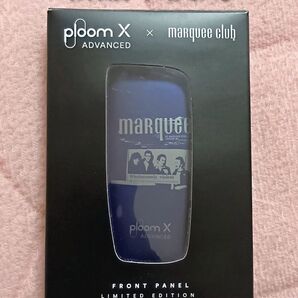 ploom X × marquee club
ADVANCED
marquee
ploom X
ADVANCED
FRONT PANEL
LIMITED EDITION